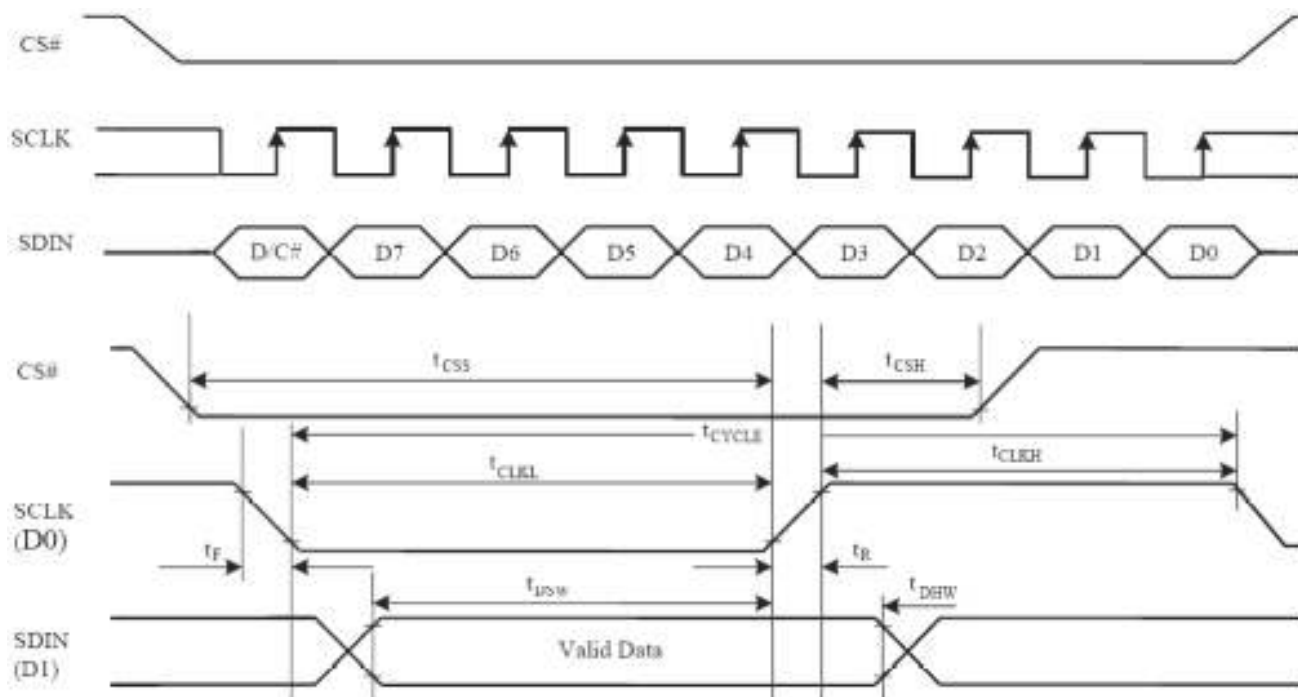 CS#
SCLK
SDIN D/C# D7 D6 D5 D4 D3 D2 D1 D0
CS# tCSS tCSH
tCYCLE
tCLKL tCLKH
SCLK
(D0) tF tR
tDSW tDHW
SDIN
(D1) Valid Data